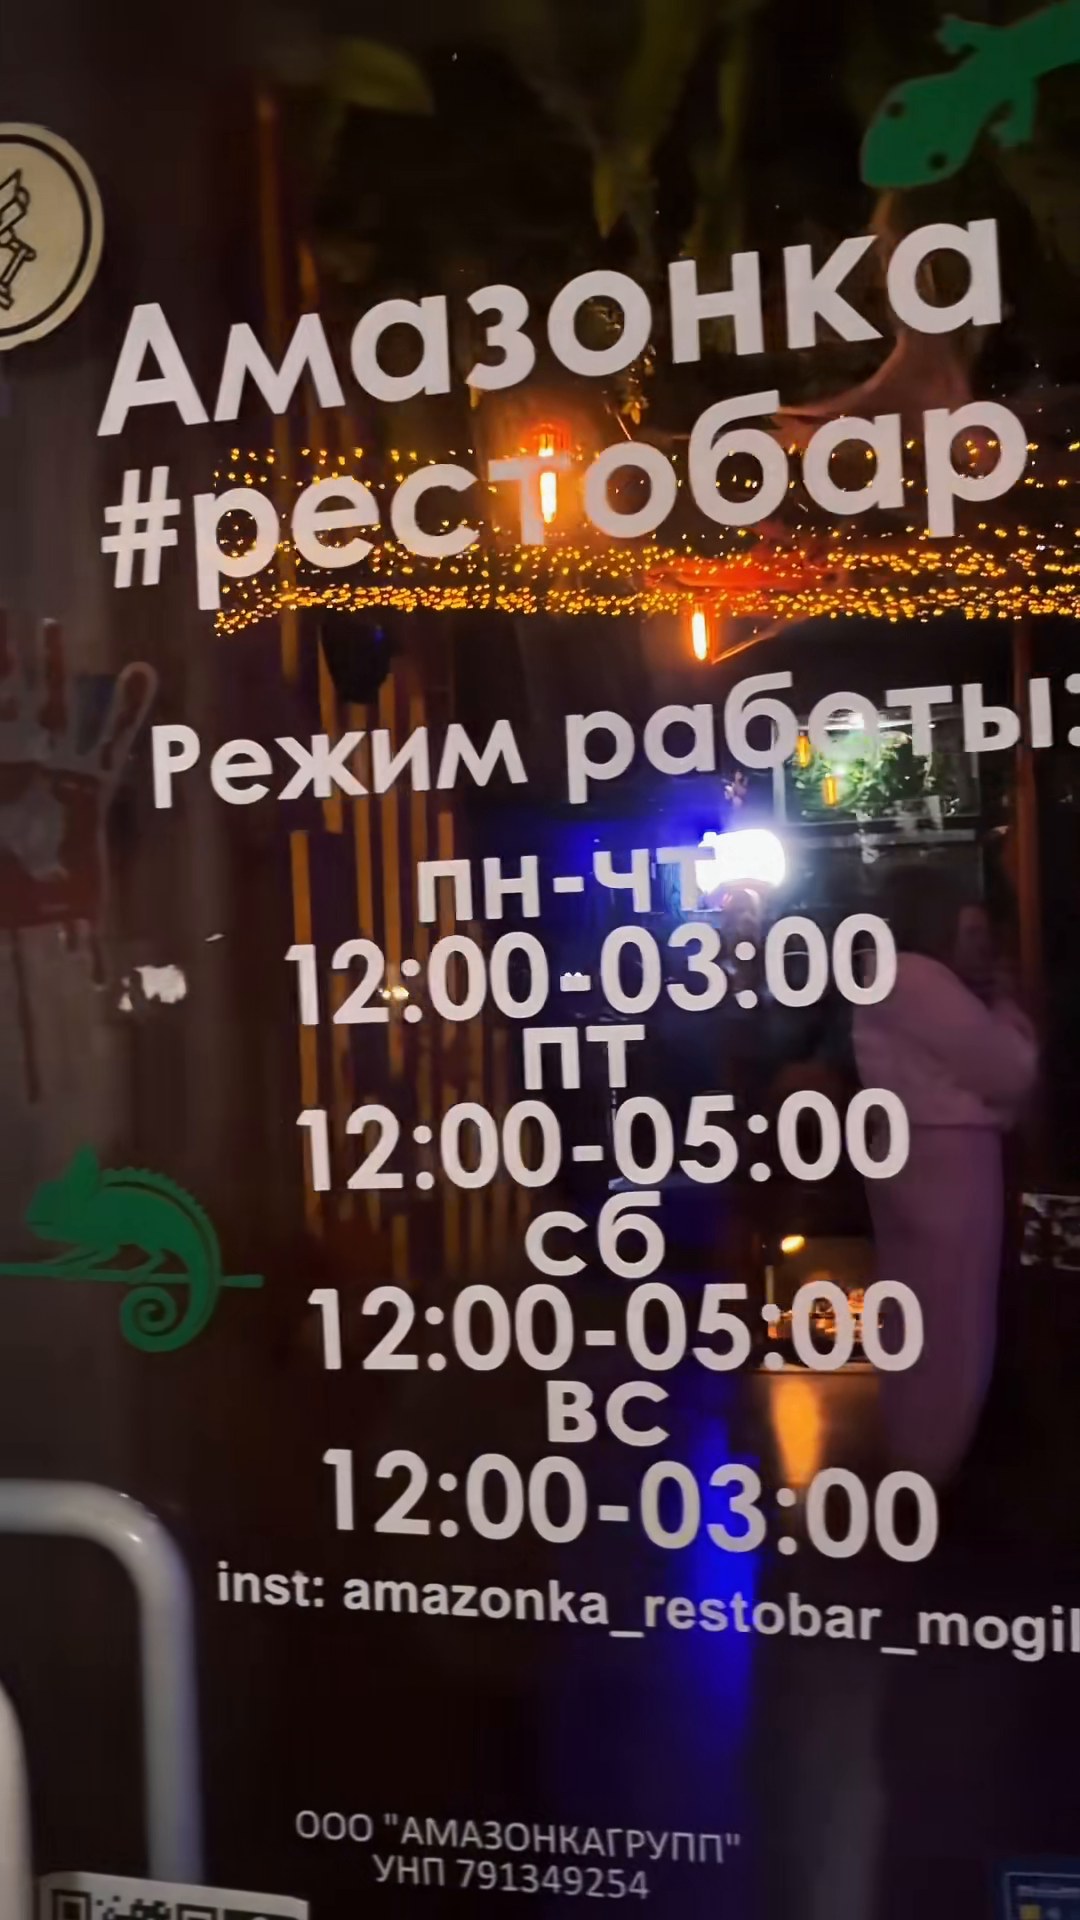 Амазонка
#рестобар
Режим работы:
пн-чт
12:00-03:00
пт
12:00-05:00
сб
12:00-05:00
вс
12:00-03:00
inst: amazonka_restobar_mogil
ООО "АМАЗОНКАГРУПП"
УНП 791349254